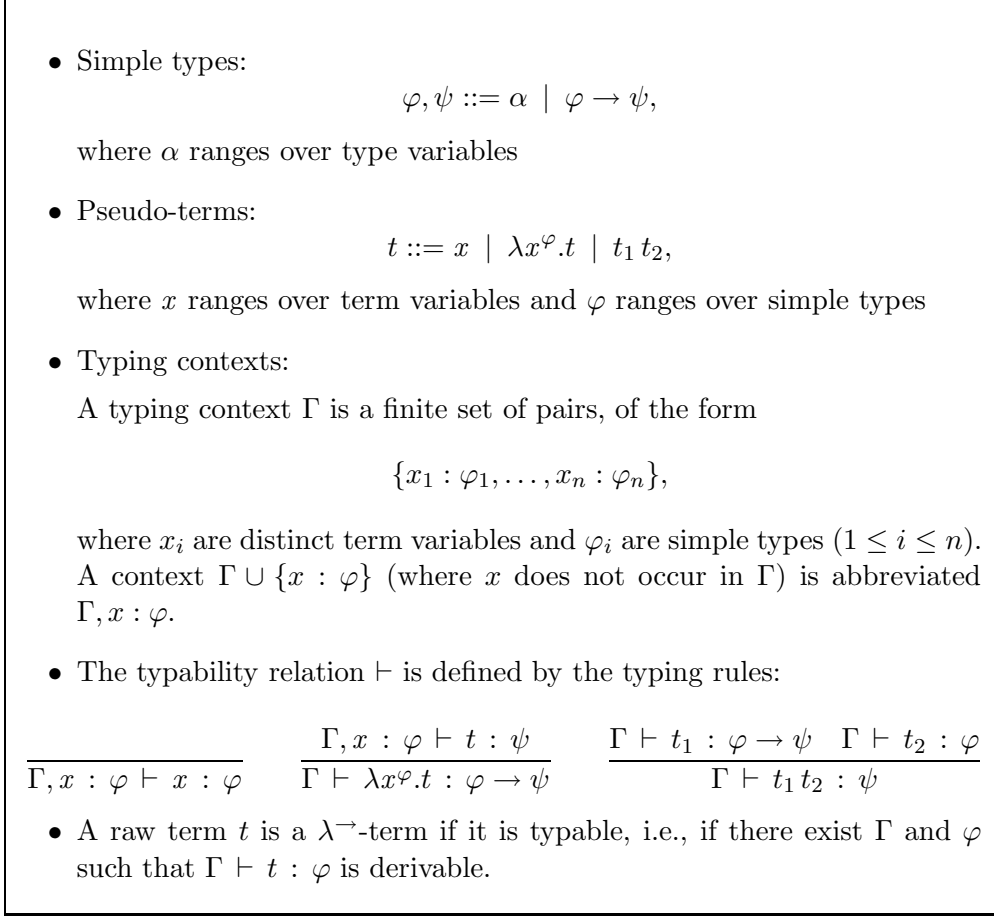 • Simple types:
φ, ψ ::= α | φ → ψ,
where α ranges over type variables
• Pseudo-terms:
t ::= x | λx^φ.t | t₁ t₂,
where x ranges over term variables and φ ranges over simple types
• Typing contexts:
A typing context Γ is a finite set of pairs, of the form
{x₁ : φ₁, . . . , xₙ : φₙ},
where xᵢ are distinct term variables and φᵢ are simple types (1 ≤ i ≤ n).
A context Γ ∪ {x : φ} (where x does not occur in Γ) is abbreviated
Γ, x : φ.
• The typability relation ⊢ is defined by the typing rules:
Γ, x : φ ⊢ t : ψ    Γ ⊢ t₁ : φ → ψ    Γ ⊢ t₂ : φ
Γ, x : φ ⊢ x : φ    Γ ⊢ λx^φ.t : φ → ψ    Γ ⊢ t₁ t₂ : ψ
• A raw term t is a λ^→-term if it is typable, i.e., if there exist Γ and φ
such that Γ ⊢ t : φ is derivable.